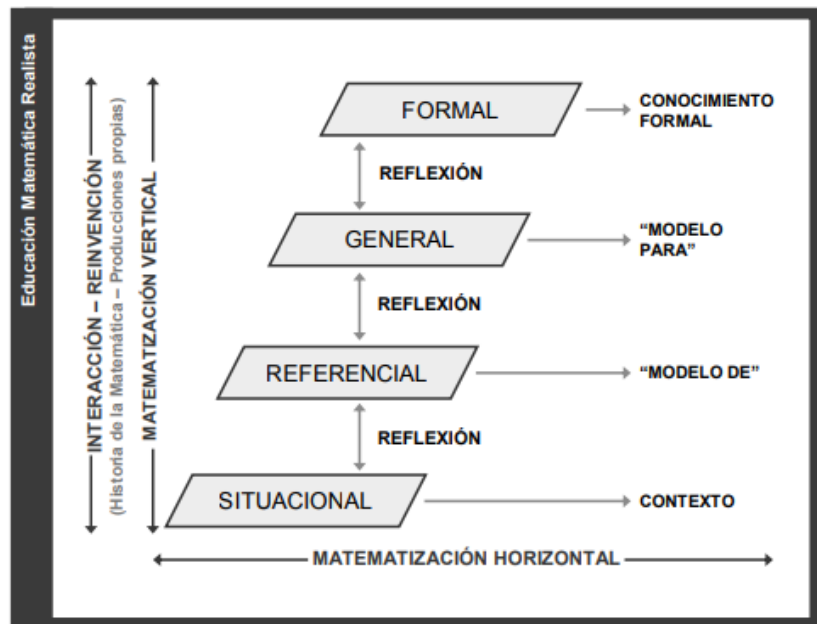 Educación Matemática Realista
INTERACCIÓN – REINVENCIÓN
(Historia de la Matemática – Producciones propias)
MATEMATIZACIÓN VERTICAL
FORMAL
CONOCIMIENTO
FORMAL
REFLEXIÓN
GENERAL
“MODELO
PARA”
REFLEXIÓN
REFERENCIAL
“MODELO DE”
REFLEXIÓN
SITUACIONAL
CONTEXTO
MATEMATIZACIÓN HORIZONTAL